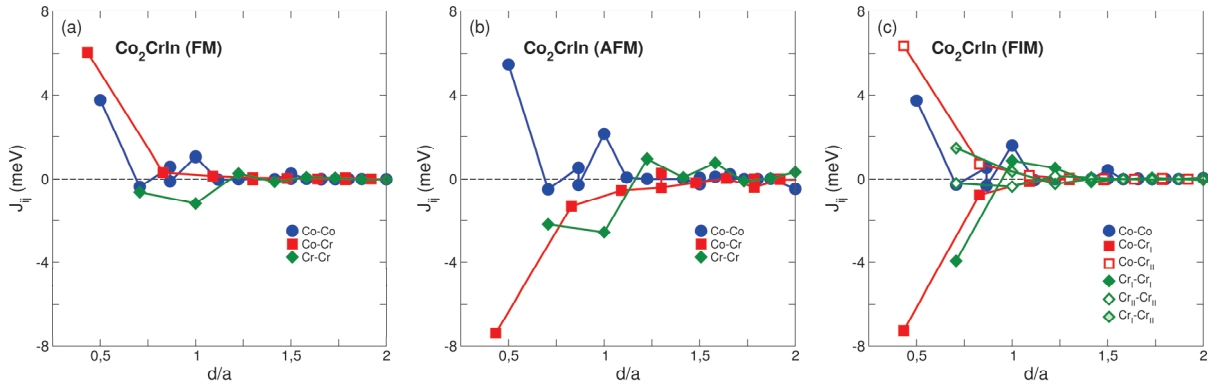 (a)
Co2CrIn (FM)
8
4
0
-4
-8
Jij (meV)
0,5
1
1,5
2
d/a
Co-Co
Co-Cr
Cr-Cr
(b)
Co2CrIn (AFM)
8
4
0
-4
-8
Jij (meV)
0,5
1
1,5
2
d/a
Co-Co
Co-Cr
Cr-Cr
(c)
Co2CrIn (FIM)
8
4
0
-4
-8
Jij (meV)
0,5
1
1,5
2
d/a
Co-Co
Co-CrI
Co-CrII
CrI-CrI
CrII-CrII
CrI-CrII